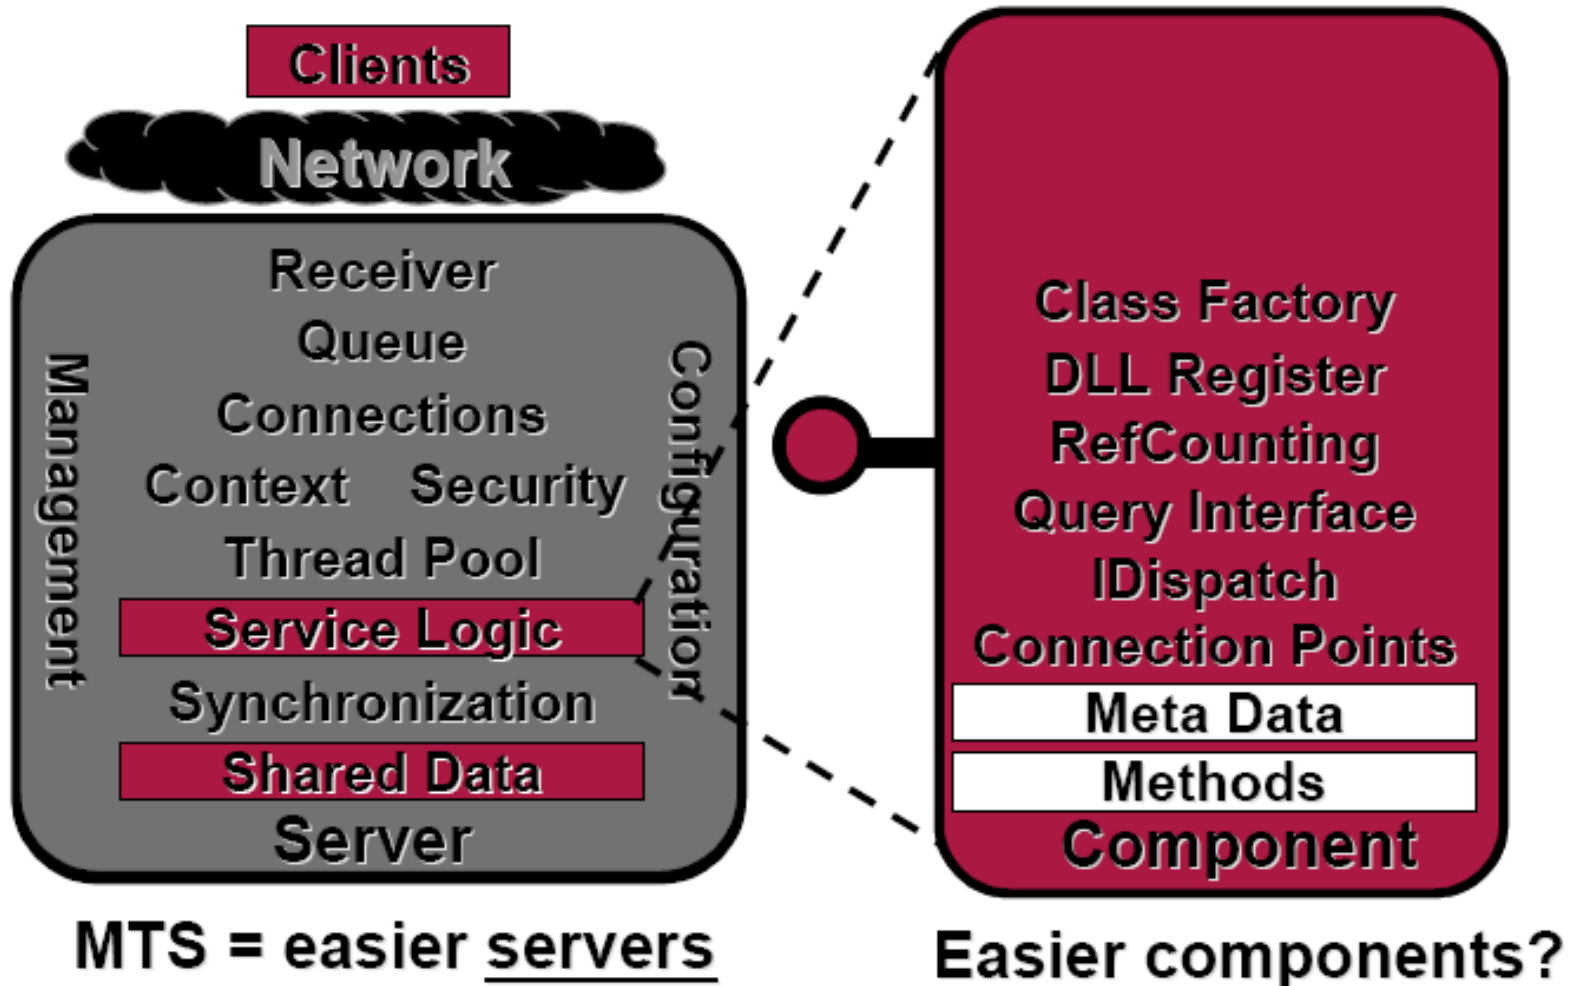 Clients
Network
Receiver
Queue
Connections
Context Security
Thread Pool
Service Logic
Synchronization
Shared Data
Server
Management
Configuration
MTS = easier servers
Class Factory
DLL Register
RefCounting
Query Interface
IDispatch
Connection Points
Meta Data
Methods
Component
Easier components?